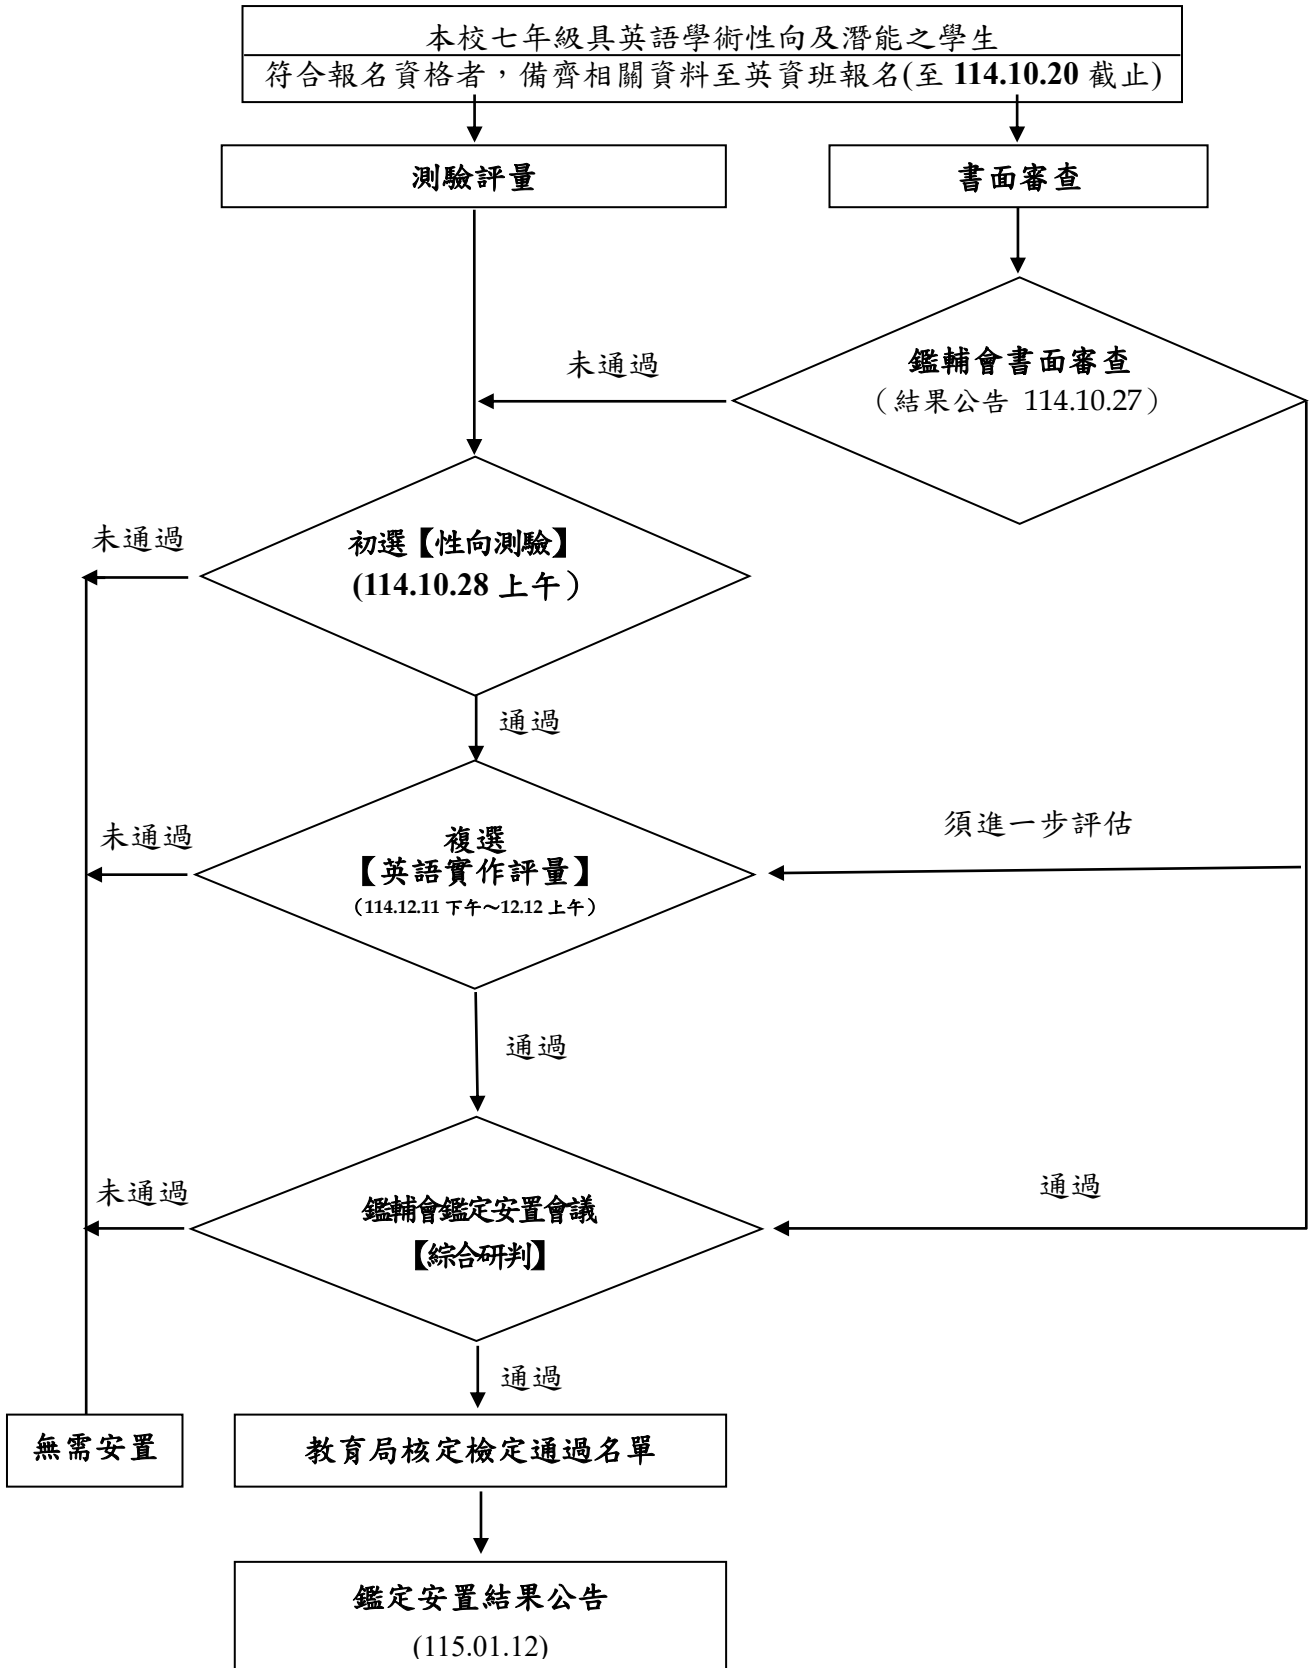 本校七年級具英語學術性向及潛能之學生
符合報名資格者，備齊相關資料至英資班報名(至 114.10.20 截止)
測驗評量
書面審查
鑑輔會書面審查
（結果公告 114.10.27）
未通過
初選【性向測驗】
(114.10.28 上午）
未通過
通過
複選
【英語實作評量】
（114.12.11 下午～12.12 上午）
未通過
須進一步評估
通過
鑑輔會鑑定安置會議
【綜合研判】
未通過
通過
通過
無需安置
教育局核定檢定通過名單
鑑定安置結果公告
(115.01.12)